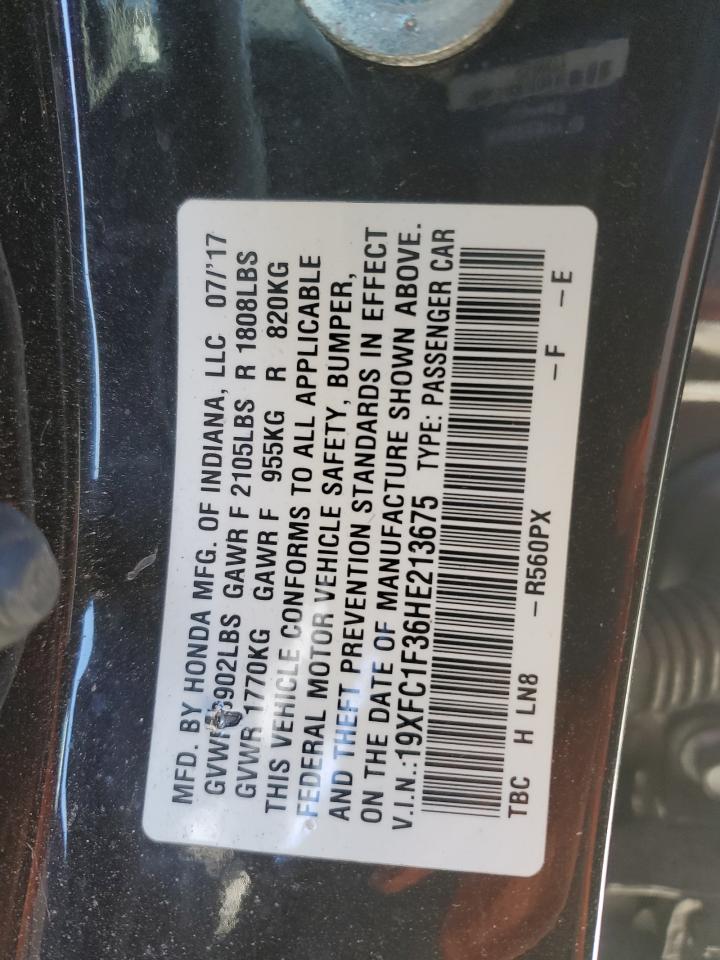 MFD. BY HONDA MFG. OF INDIANA, LLC 07/'17
GAWR F 2105LBS R 1808LBS
GVWR 1770KG GAWR F 955KG R 820KG
THIS VEHICLE CONFORMS TO ALL APPLICABLE
FEDERAL MOTOR VEHICLE SAFETY, BUMPER,
AND THEFT PREVENTION STANDARDS IN EFFECT
ON THE DATE OF MANUFACTURE SHOWN ABOVE.
V.I.N.:19XFC1F36HE213675 TYPE: PASSENGER CAR
TBC H LN8 -R560PX -F -E